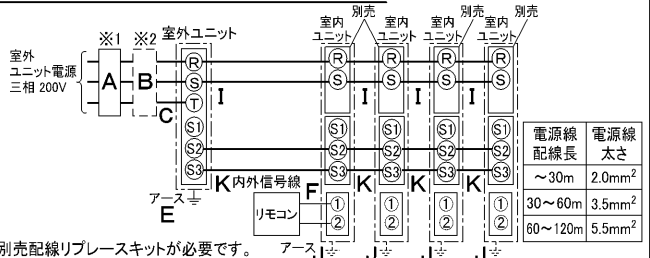 別売 別売 別売
※1 ※2 室外ユニット 室内ユニット 室内ユニット 室内ユニット 室内ユニット
室外
ユニット電源
三相 200V
A B C
R S T S1 S2 S3
I
R S S1 S2 S3 ① ②
I
R S S1 S2 S3 ① ②
I
R S S1 S2 S3 ① ②
I
R S S1 S2 S3 ① ②
K 内外信号線 F K K K
アース
E
リモコン
アース
電源線配線長 電源線太さ
～30m 2.0mm²
30～60m 3.5mm²
60～120m 5.5mm²
別売配線リプレースキットが必要です。